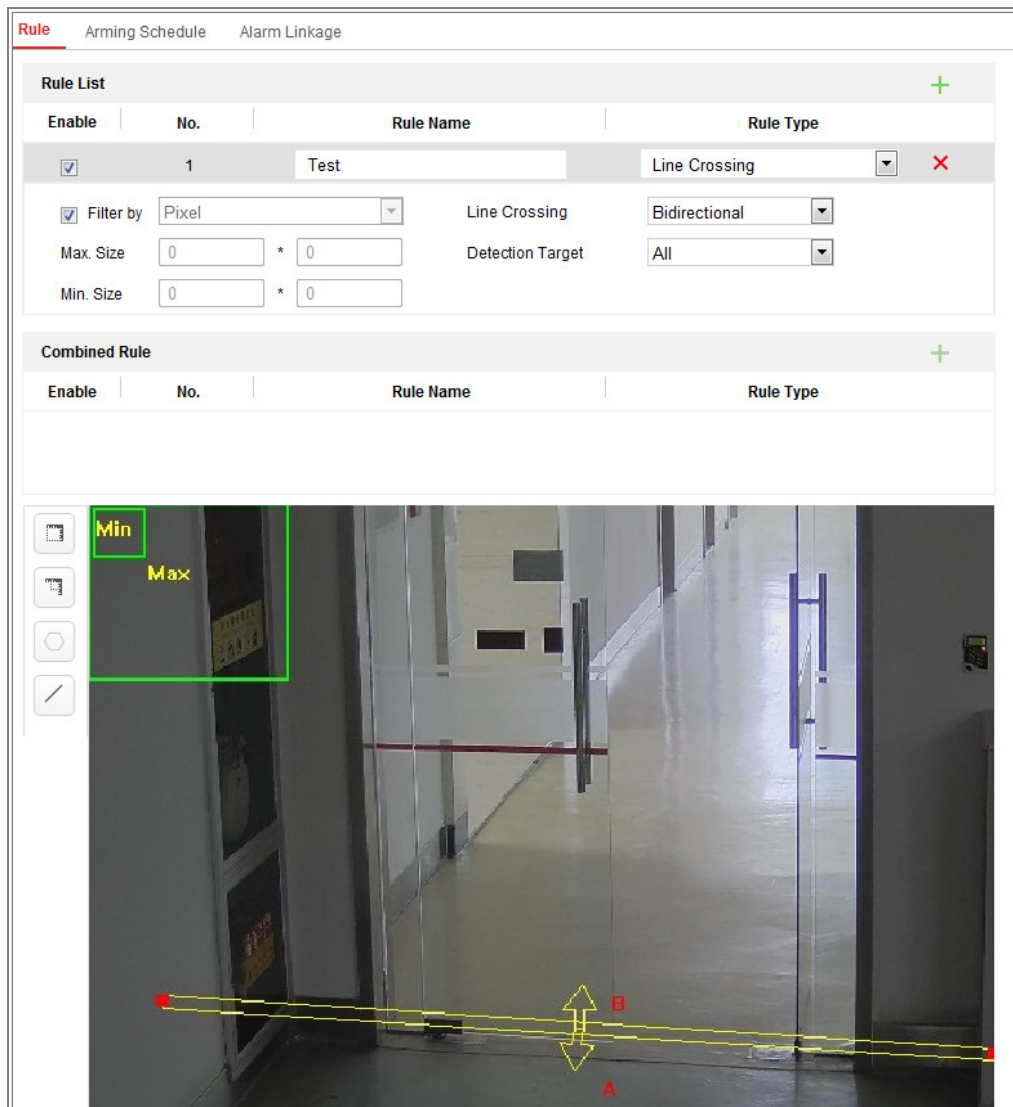 Rule Arming Schedule Alarm Linkage
Rule List
Enable No. Rule Name Rule Type
1 Test Line Crossing
Filter by Pixel Line Crossing Bidirectional
Max. Size 0 * 0 Detection Target All
Min. Size 0 * 0
Combined Rule
Enable No. Rule Name Rule Type
Min
Max
B
A